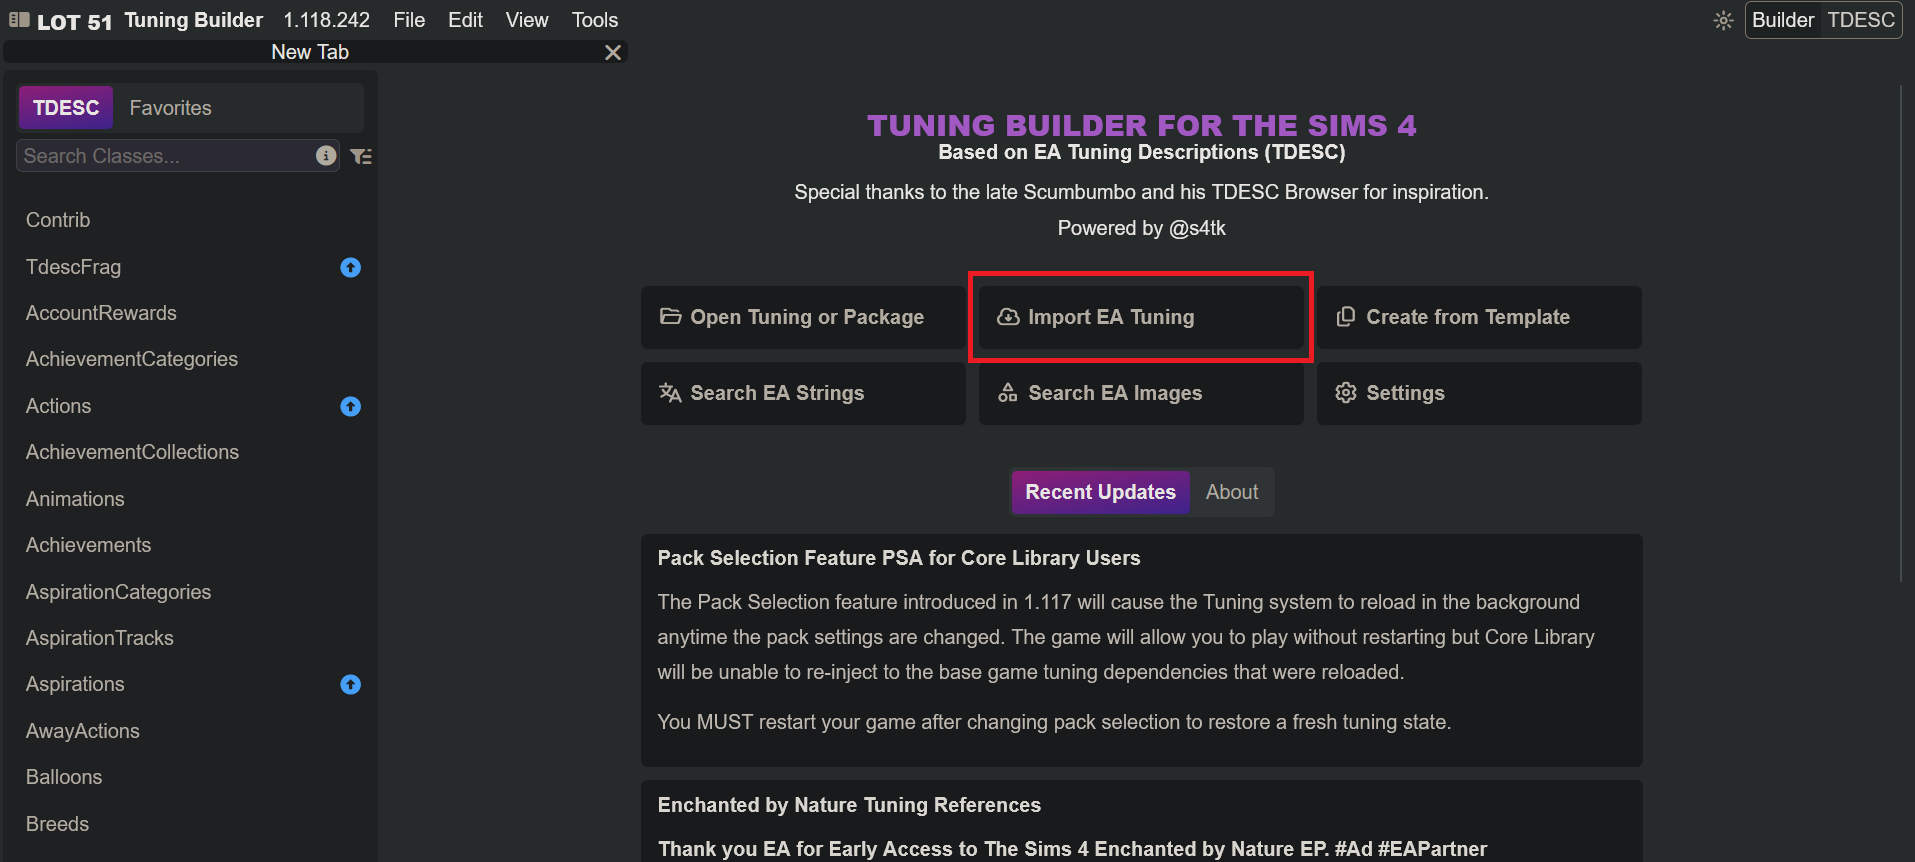 LOT 51 Tuning Builder 1.118.242 File Edit View Tools Builder TDESC
New Tab
TDESC Favorites
Search Classes...
Contrib
TdescFrag
AccountRewards
AchievementCategories
Actions
AchievementCollections
Animations
Achievements
AspirationCategories
AspirationTracks
Aspirations
AwayActions
Balloons
Breeds
TUNING BUILDER FOR THE SIMS 4
Based on EA Tuning Descriptions (TDESC)
Special thanks to the late Scumbumbo and his TDESC Browser for inspiration.
Powered by @s4tk
Open Tuning or Package Import EA Tuning Create from Template
Search EA Strings Search EA Images Settings
Recent Updates About
Pack Selection Feature PSA for Core Library Users
The Pack Selection feature introduced in 1.117 will cause the Tuning system to reload in the background
anytime the pack settings are changed. The game will allow you to play without restarting but Core Library
will be unable to re-inject to the base game tuning dependencies that were reloaded.
You MUST restart your game after changing pack selection to restore a fresh tuning state.
Enchanted by Nature Tuning References
Thank you EA for Early Access to The Sims 4 Enchanted by Nature EP. #Ad #EAPartner